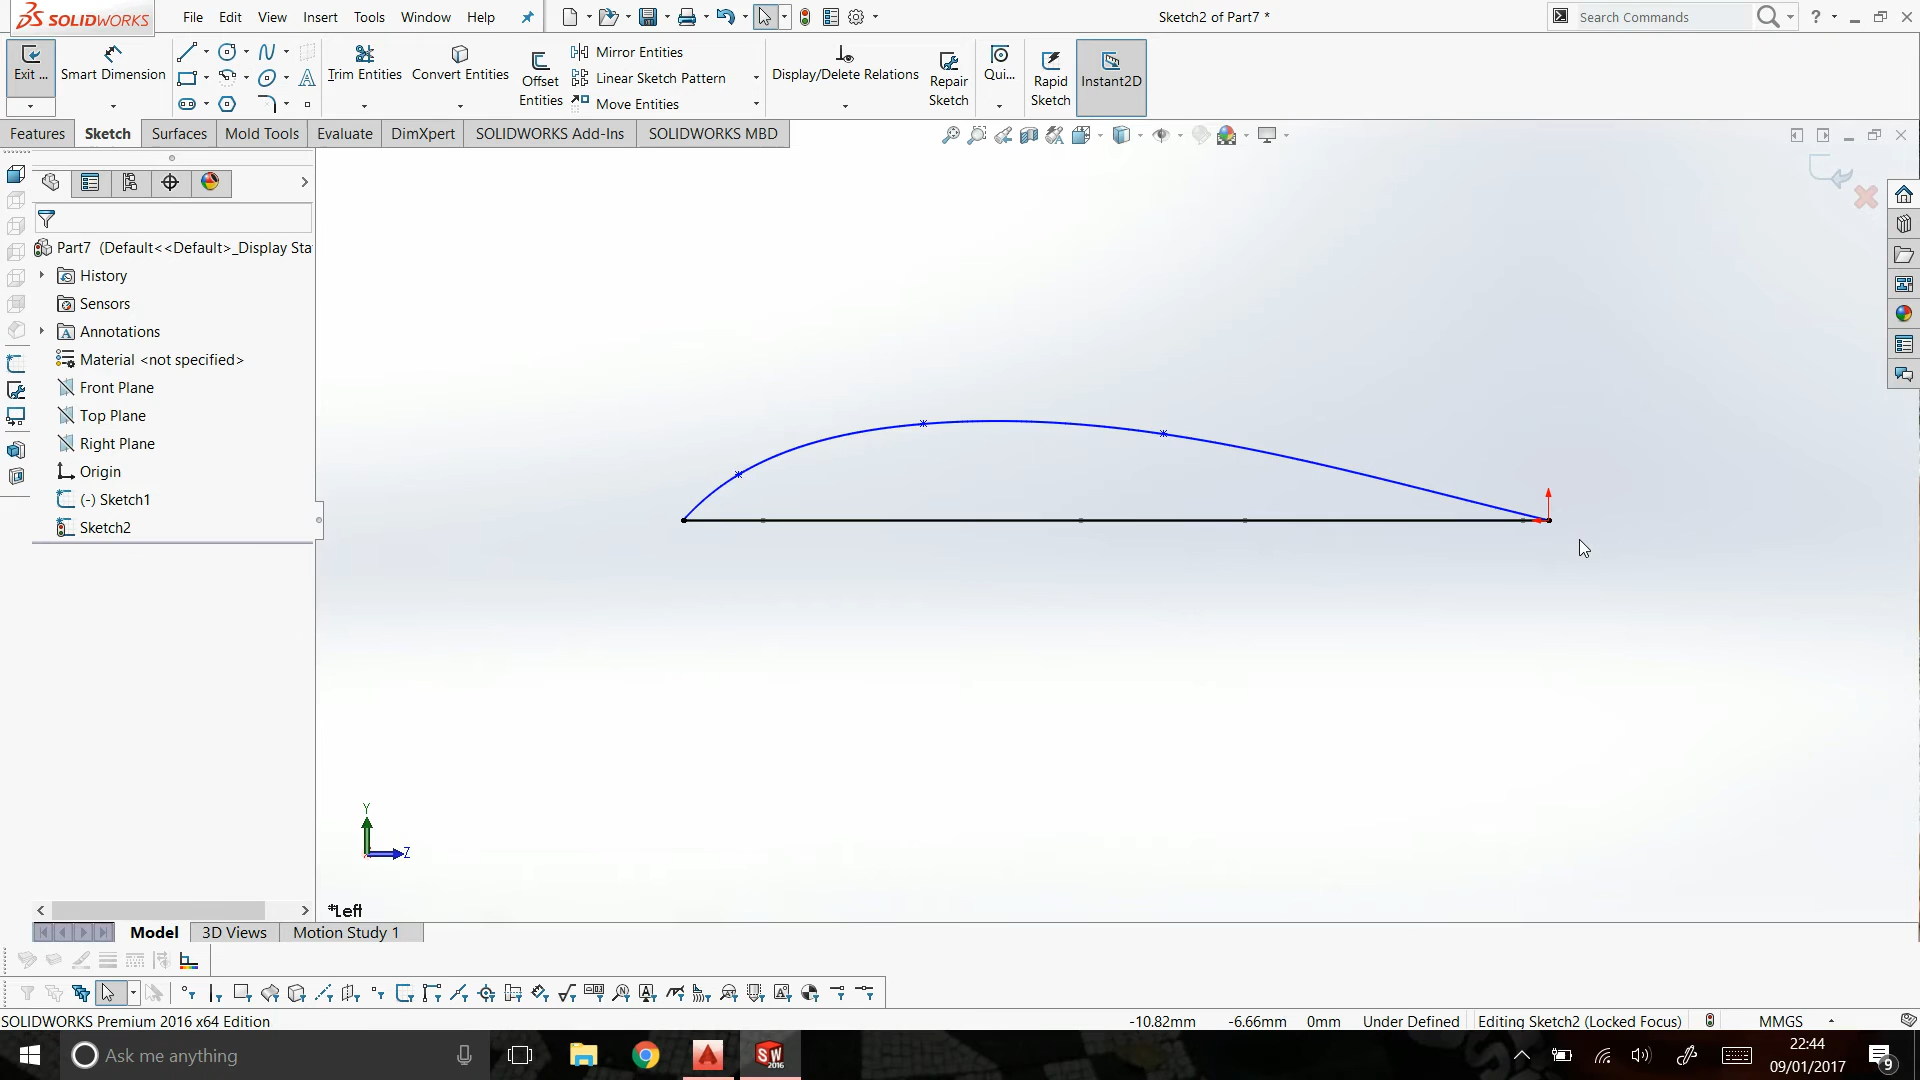 SOLIDWORKS File Edit View Insert Tools Window Help Sketch2 of Part7 * Search Commands ?
Exit ... Smart Dimension Trim Entities Convert Entities Offset Entities Mirror Entities Linear Sketch Pattern Move Entities Display/Delete Relations Repair Sketch Qui... Rapid Sketch Instant2D
Features Sketch Surfaces Mold Tools Evaluate DimXpert SOLIDWORKS Add-Ins SOLIDWORKS MBD
Part7 (Default<<Default>_Display Sta
History
Sensors
Annotations
Material <not specified>
Front Plane
Top Plane
Right Plane
Origin
(-) Sketch1
Sketch2
Y
Z
*Left
Model 3D Views Motion Study 1
SOLIDWORKS Premium 2016 x64 Edition -10.82mm -6.66mm 0mm Under Defined Editing Sketch2 (Locked Focus) MMGS
Ask me anything SW 2016 22:44
09/01/2017 9